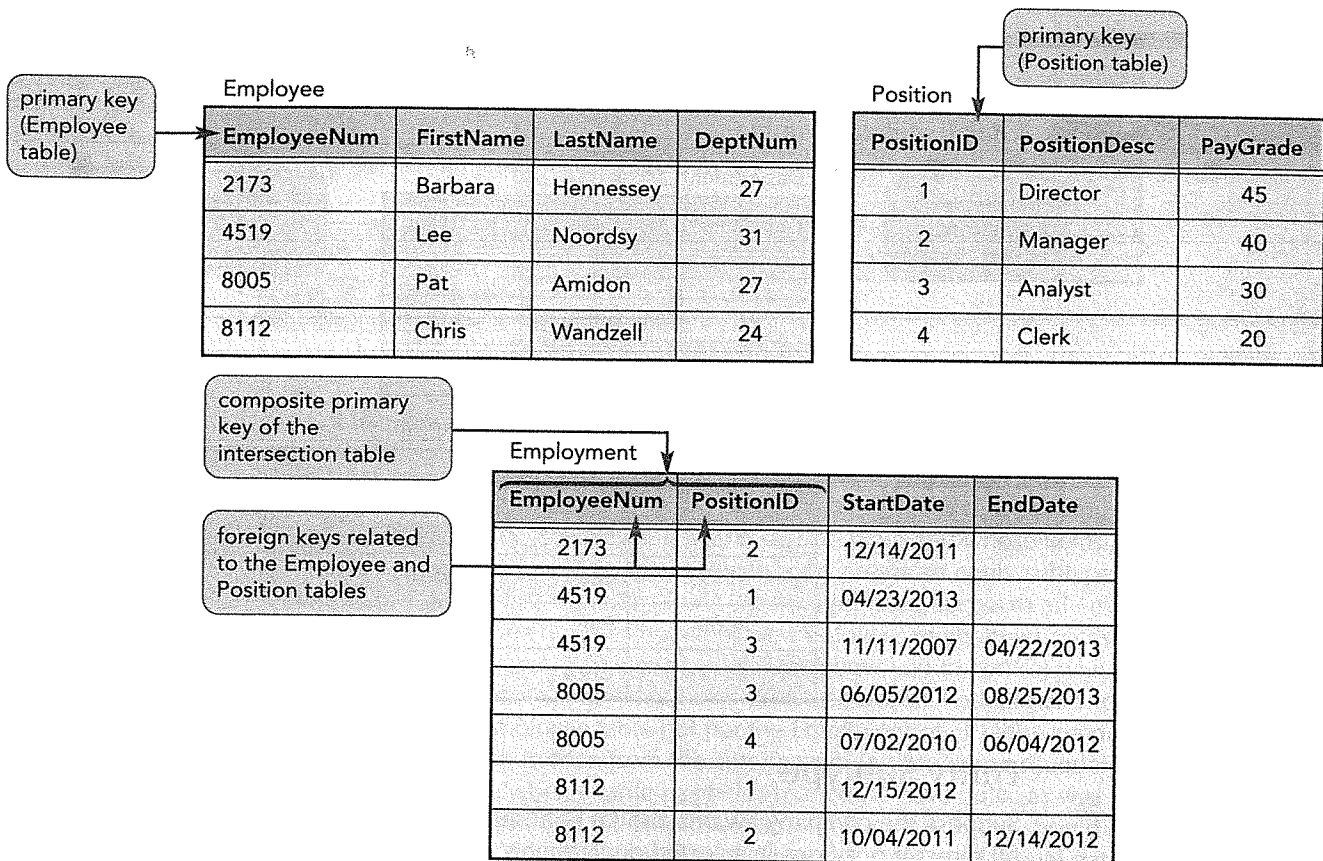 primary key
(Position table)
primary key
(Employee
table)
Employee
EmployeeNum FirstName LastName DeptNum
2173 Barbara Hennessey 27
4519 Lee Noordsy 31
8005 Pat Amidon 27
8112 Chris Wandzell 24
Position
PositionID PositionDesc PayGrade
1 Director 45
2 Manager 40
3 Analyst 30
4 Clerk 20
composite primary
key of the
intersection table
foreign keys related
to the Employee and
Position tables
Employment
EmployeeNum PositionID StartDate EndDate
2173 2 12/14/2011
4519 1 04/23/2013
4519 3 11/11/2007 04/22/2013
8005 3 06/05/2012 08/25/2013
8005 4 07/02/2010 06/04/2012
8112 1 12/15/2012
8112 2 10/04/2011 12/14/2012